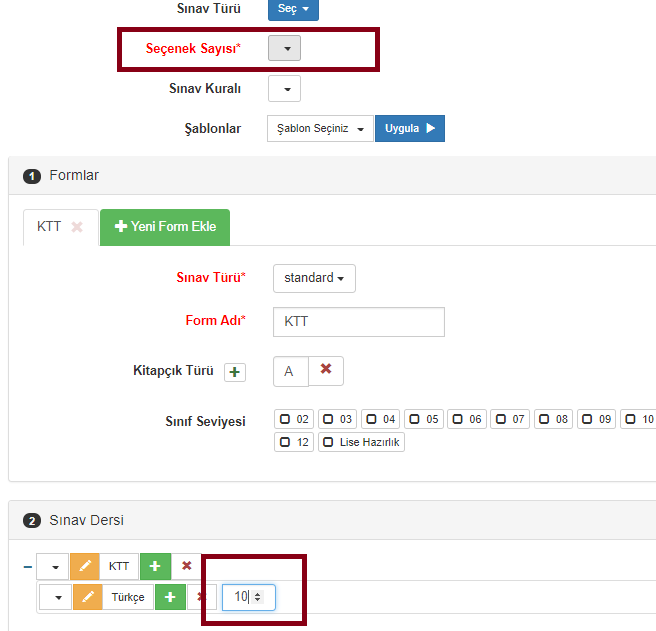 Sınav Türü Seç
Seçenek Sayısı*
Sınav Kuralı
Şablonlar Şablon Seçiniz Uygula
1 Formlar
KTT Yeni Form Ekle
Sınav Türü* standard
Form Adı* KTT
Kitapçık Türü A
Sınıf Seviyesi 02 03 04 05 06 07 08 09 10
12 Lise Hazırlık
2 Sınav Dersi
KTT
Türkçe 10